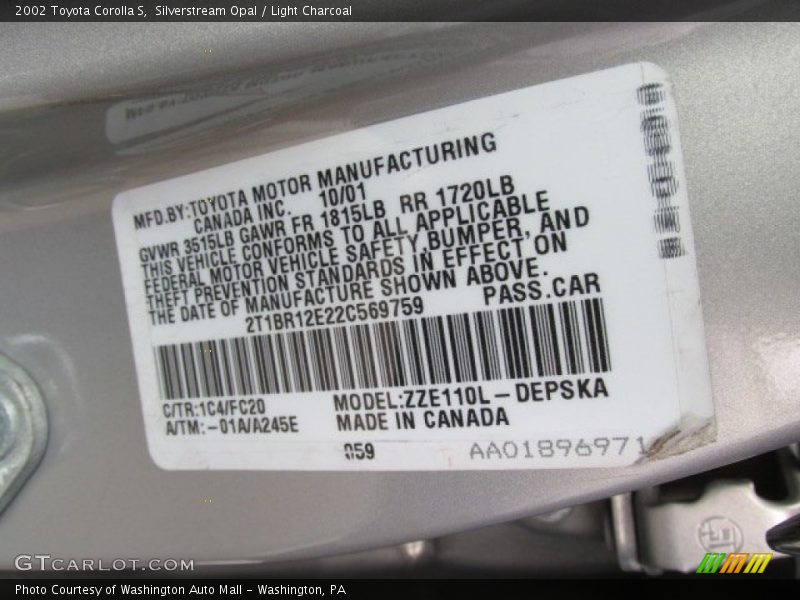 2002 Toyota Corolla S,  Silverstream Opal / Light Charcoal
MFD.BY:TOYOTA MOTOR MANUFACTURING
CANADA INC. 10/01
GVWR 3515LB GAWR FR 1815LB RR 1720LB
THIS VEHICLE CONFORMS TO ALL APPLICABLE
FEDERAL MOTOR VEHICLE SAFETY,BUMPER, AND
THEFT PREVENTION STANDARDS IN EFFECT ON
THE DATE OF MANUFACTURE SHOWN ABOVE.
2T1BR12E22C569759 PASS.CAR
C/TR:1C4/FC20 MODEL:ZZE110L-DEPSKA
A/TM:-01A/A245E MADE IN CANADA
059 AA01896971
GTCARLOT.COM
Photo Courtesy of Washington Auto Mall - Washington, PA